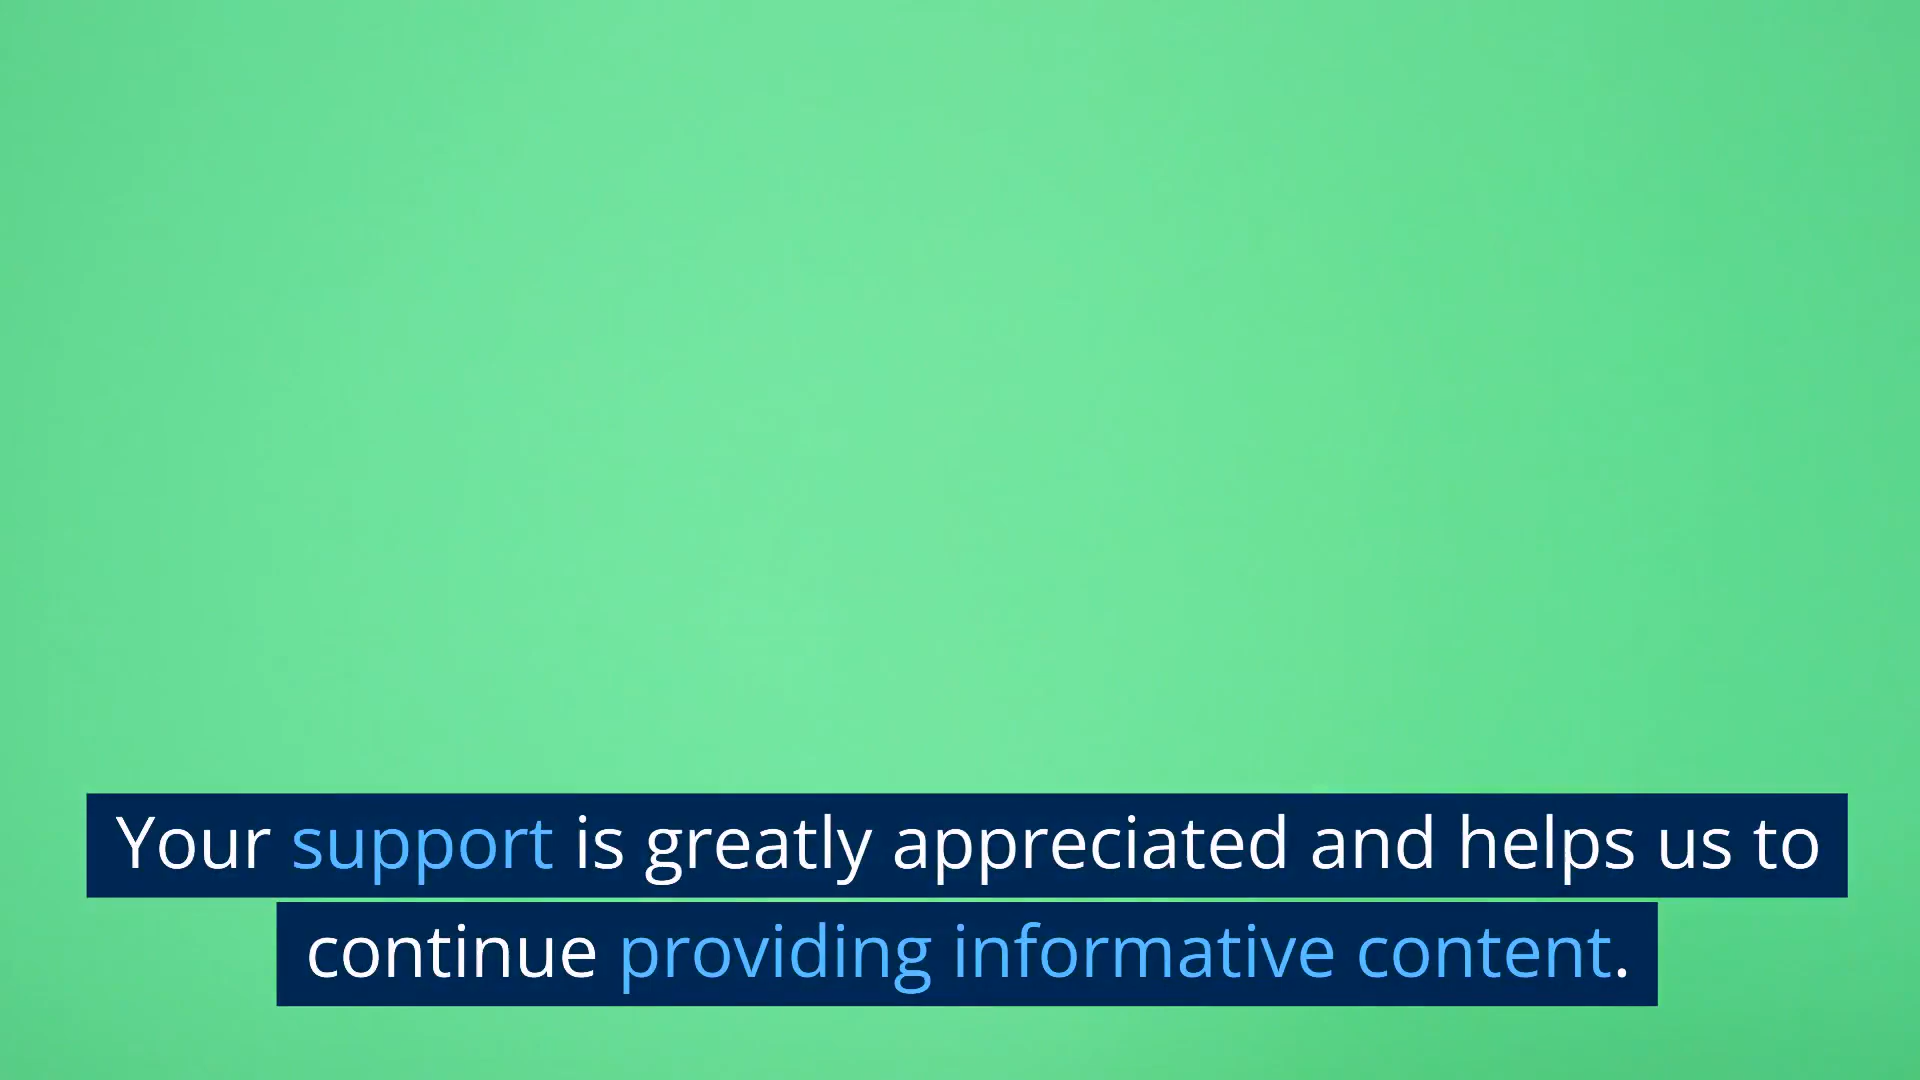 Your support is greatly appreciated and helps us to
continue providing informative content.